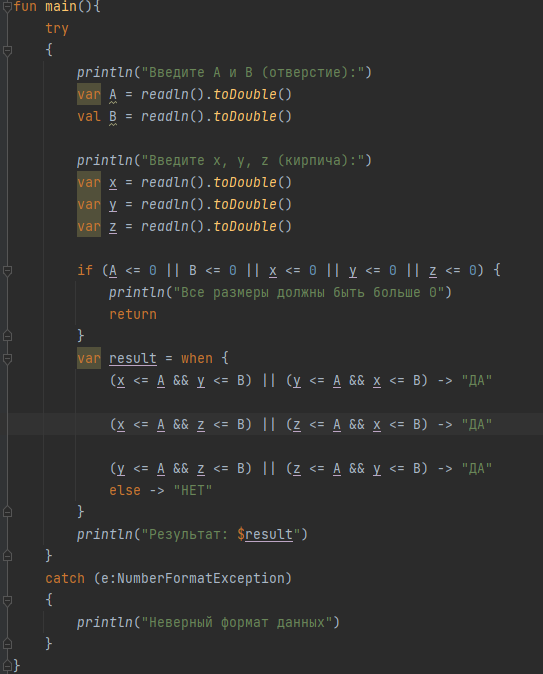 fun main(){
    try
    {
        println("Введите А и В (отверстие):")
        var A = readln().toDouble()
        val B = readln().toDouble()

        println("Введите x, y, z (кирпича):")
        var x = readln().toDouble()
        var y = readln().toDouble()
        var z = readln().toDouble()

        if (A <= 0 || B <= 0 || x <= 0 || y <= 0 || z <= 0) {
            println("Все размеры должны быть больше 0")
            return
        }
        var result = when {
            (x <= A && y <= B) || (y <= A && x <= B) -> "ДА"

            (x <= A && z <= B) || (z <= A && x <= B) -> "ДА"

            (y <= A && z <= B) || (z <= A && y <= B) -> "ДА"
            else -> "НЕТ"
        }
        println("Результат: $result")
    }
    catch (e:NumberFormatException)
    {
        println("Неверный формат данных")
    }
}